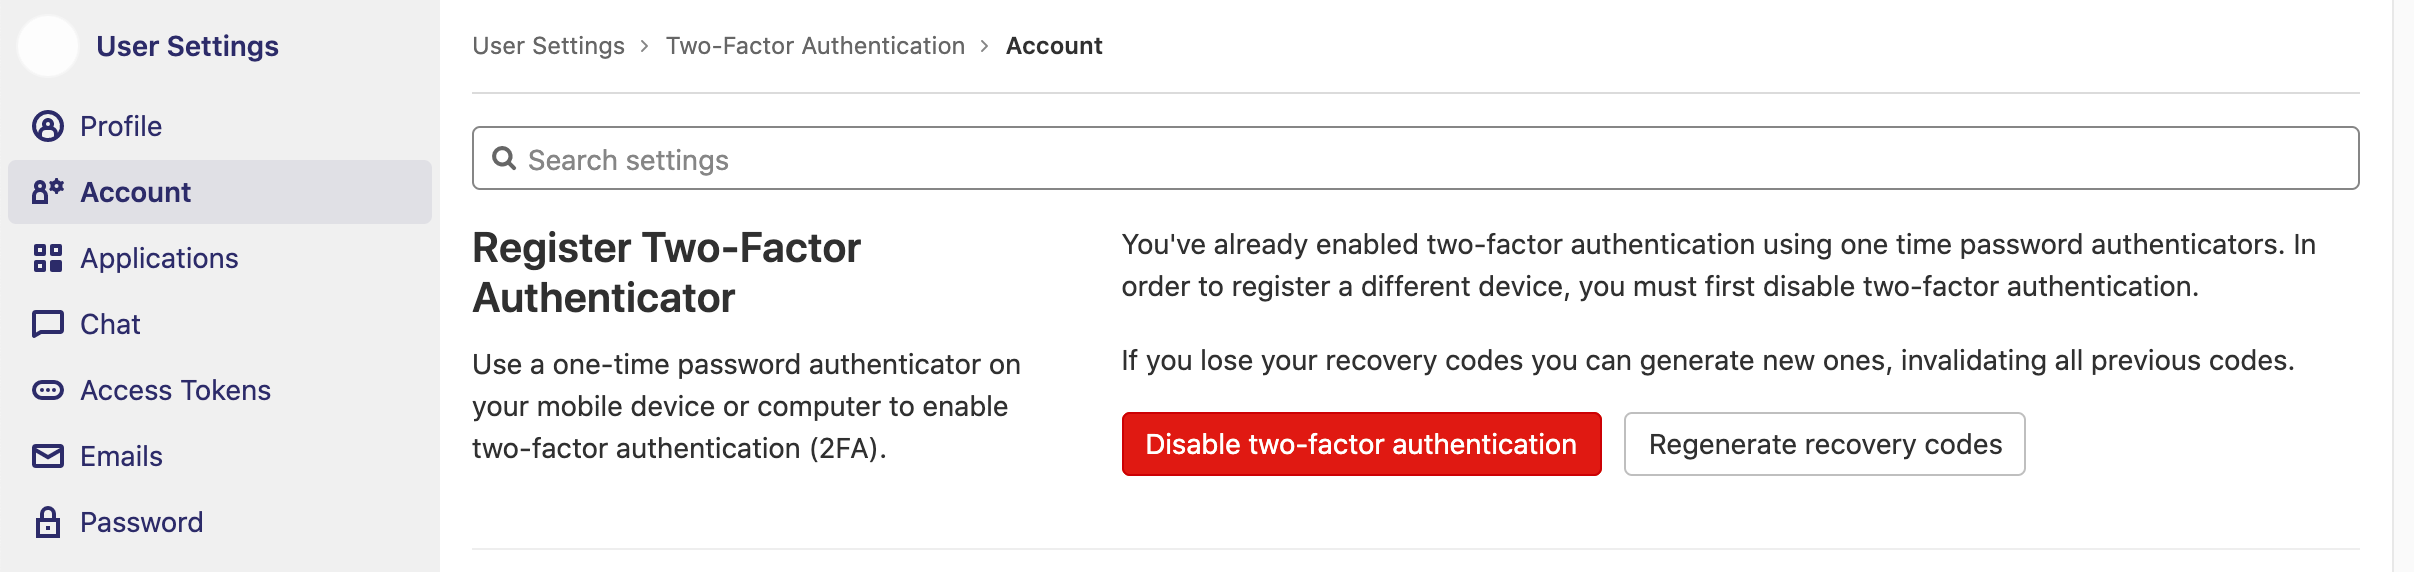 User Settings
Profile
Account
Applications
Chat
Access Tokens
Emails
Password
User Settings › Two-Factor Authentication › Account
Search settings
Register Two-Factor
Authenticator
Use a one-time password authenticator on
your mobile device or computer to enable
two-factor authentication (2FA).
You've already enabled two-factor authentication using one time password authenticators. In
order to register a different device, you must first disable two-factor authentication.
If you lose your recovery codes you can generate new ones, invalidating all previous codes.
Disable two-factor authentication
Regenerate recovery codes